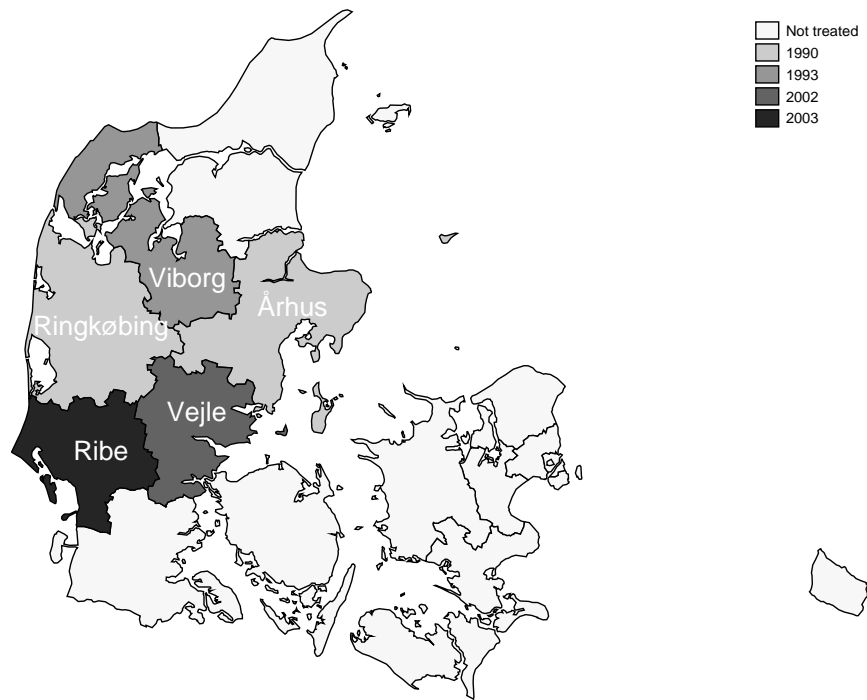 Not treated
1990
1993
2002
2003
Viborg
Århus
Ringkøbing
Vejle
Ribe